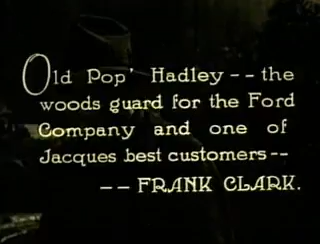 Old Pop' Hadley -- the
woods guard for the Ford
Company and one of
Jacques best customers --
-- FRANK CLARK.